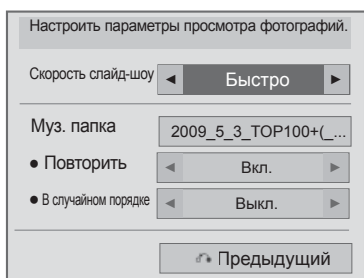 Настроить параметры просмотра фотографий.
Скорость слайд-шоу ◄ Быстро ►
Муз. папка 2009_5_3_TOP100+(_...
● Повторить ◄ Вкл. ►
● В случайном порядке ◄ Выкл. ►
Предыдущий